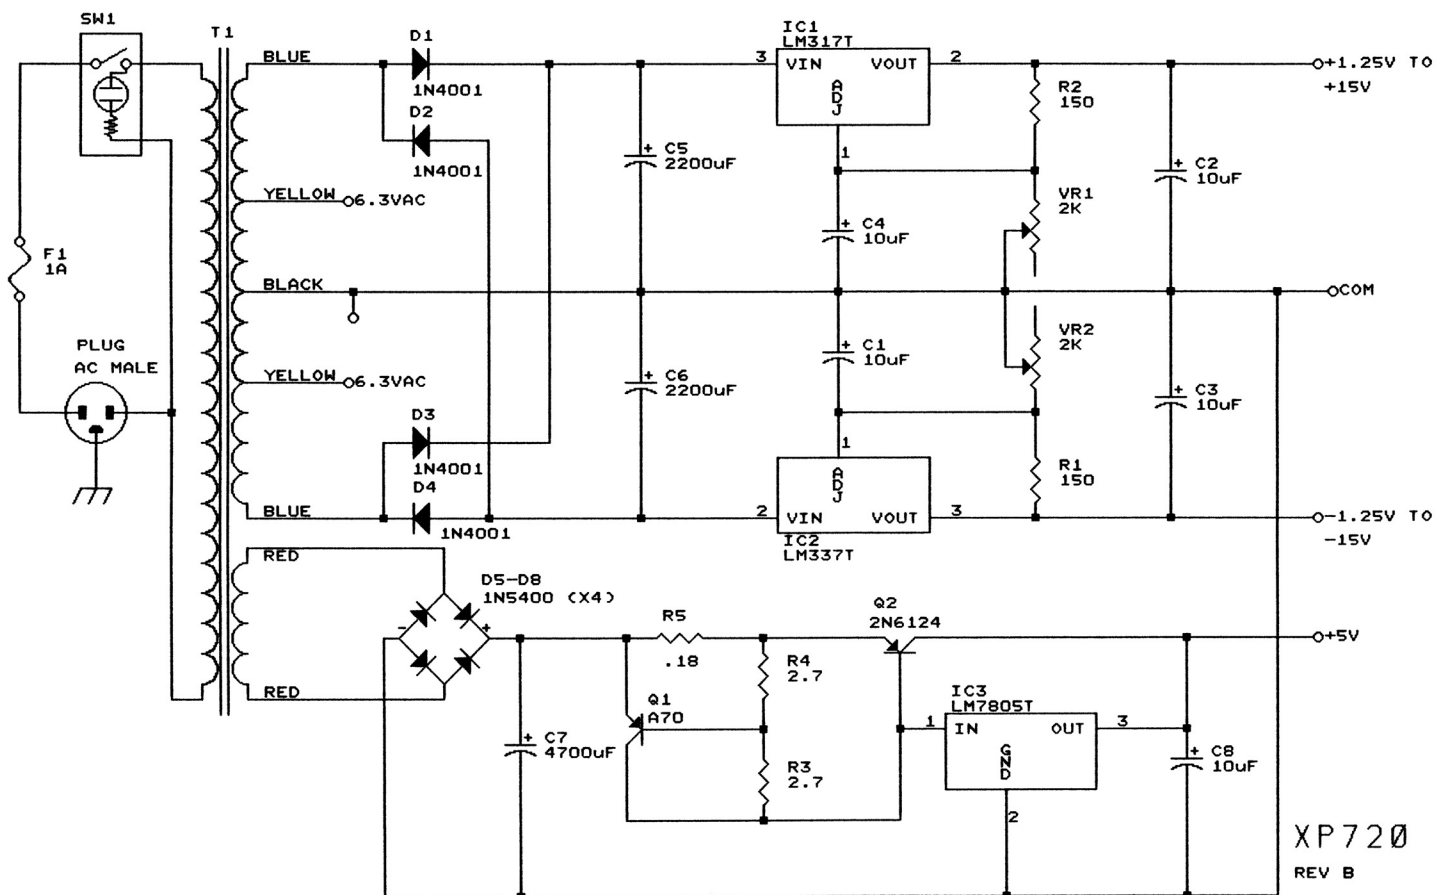 SW1
T1
F1
1A
PLUG
AC MALE
BLUE
YELLOW
6.3VAC
BLACK
YELLOW
6.3VAC
BLUE
RED
RED
D1
1N4001
D2
1N4001
D3
1N4001
D4
1N4001
C5
2200uF
C6
2200uF
IC1
LM317T
3
VIN
VOUT
2
ADJ
1
C4
10uF
C1
10uF
R2
150
VR1
2K
VR2
2K
R1
150
1
ADJ
2
VIN
VOUT
3
IC2
LM337T
C2
10uF
C3
10uF
+1.25V TO
+15V
COM
-1.25V TO
-15V
D5-D8
1N5400 (X4)
-
+
C7
4700uF
R5
.18
Q1
A70
R4
2.7
R3
2.7
Q2
2N6124
IC3
LM7805T
1
IN
OUT
3
GND
2
C8
10uF
+5V
XP720
REV B